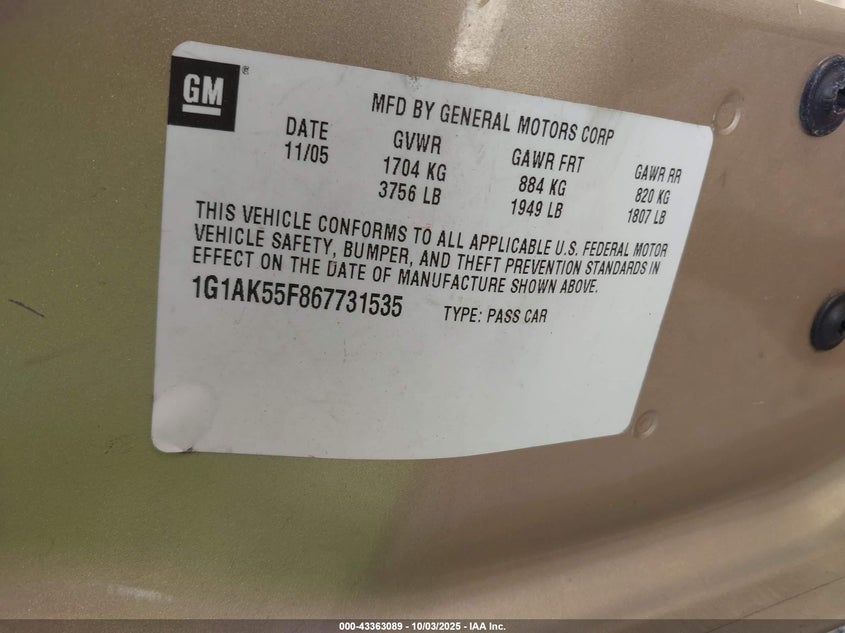 GM®
MFD BY GENERAL MOTORS CORP
DATE GVWR GAWR FRT GAWR RR
11/05 1704 KG 884 KG 820 KG
3756 LB 1949 LB 1807 LB
THIS VEHICLE CONFORMS TO ALL APPLICABLE U.S. FEDERAL MOTOR
VEHICLE SAFETY, BUMPER, AND THEFT PREVENTION STANDARDS IN
EFFECT ON THE DATE OF MANUFACTURE SHOWN ABOVE.
1G1AK55F867731535 TYPE: PASS CAR
000-43363089 - 10/03/2025 - IAA Inc.